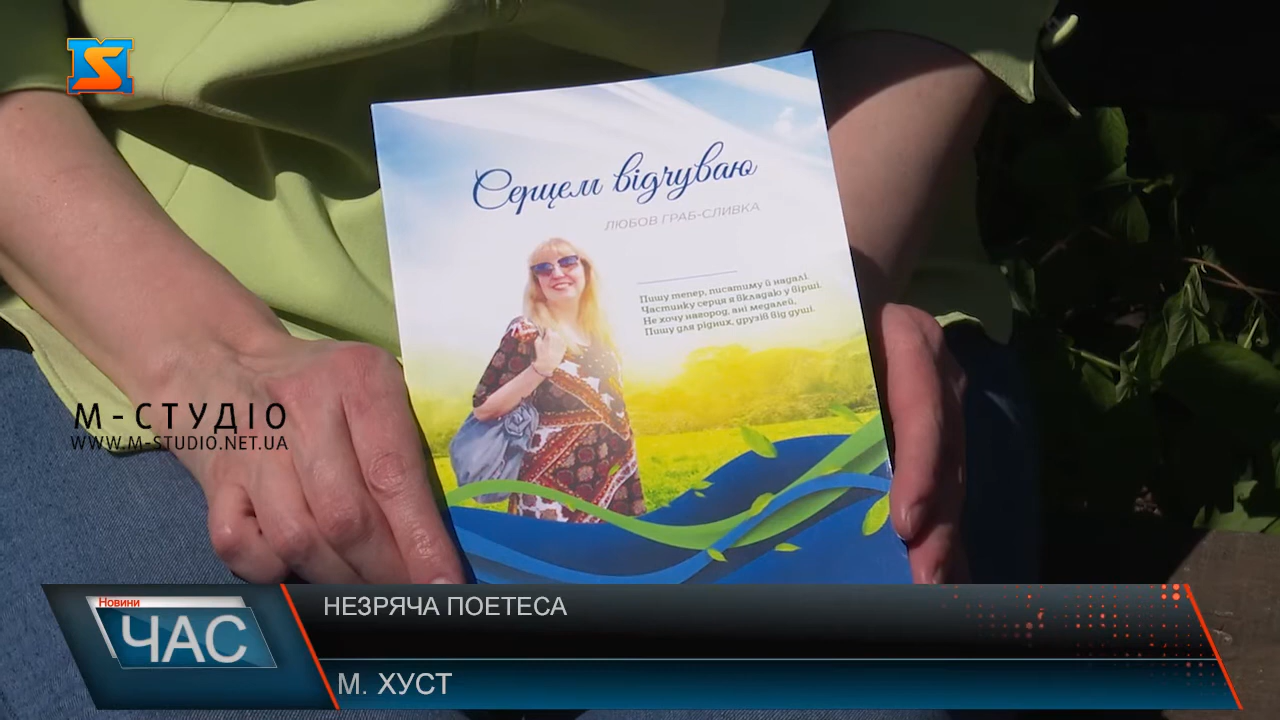 Серцем відчуваю
ЛЮБОВ ГРАБ-СЛИВКА
Пишу тепер, писатиму й надалі.
Частинку серця я вкладаю у вірші.
Не хочу нагород, ані медалей,
Пишу для рідних, друзів від душі.
М-СТУДІО
WWW.M-STUDIO.NET.UA
Новини
ЧАС
НЕЗРЯЧА ПОЕТЕСА
М. ХУСТ